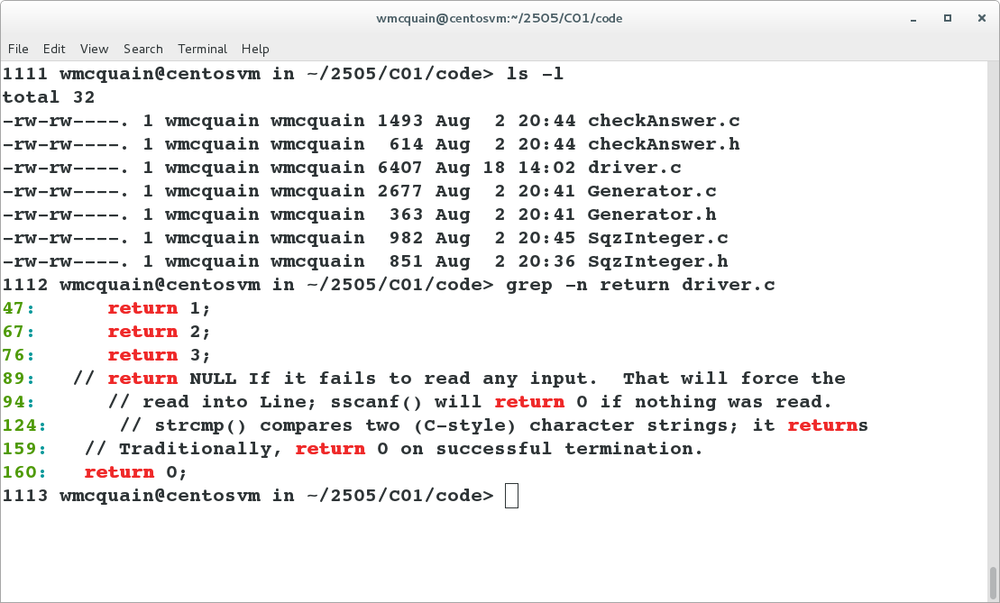 wmcquain@centosvm:~/2505/C01/code
File Edit View Search Terminal Help
1111 wmcquain@centosvm in ~/2505/C01/code> ls -l
total 32
-rw-rw----. 1 wmcquain wmcquain 1493 Aug  2 20:44 checkAnswer.c
-rw-rw----. 1 wmcquain wmcquain  614 Aug  2 20:44 checkAnswer.h
-rw-rw----. 1 wmcquain wmcquain 6407 Aug 18 14:02 driver.c
-rw-rw----. 1 wmcquain wmcquain 2677 Aug  2 20:41 Generator.c
-rw-rw----. 1 wmcquain wmcquain  363 Aug  2 20:41 Generator.h
-rw-rw----. 1 wmcquain wmcquain  982 Aug  2 20:45 SqzInteger.c
-rw-rw----. 1 wmcquain wmcquain  851 Aug  2 20:36 SqzInteger.h
1112 wmcquain@centosvm in ~/2505/C01/code> grep -n return driver.c
47:      return 1;
67:      return 2;
76:      return 3;
89:   // return NULL If it fails to read any input.  That will force the
94:      // read into Line; sscanf() will return 0 if nothing was read.
124:      // strcmp() compares two (C-style) character strings; it returns
159:   // Traditionally, return 0 on successful termination.
160:   return 0;
1113 wmcquain@centosvm in ~/2505/C01/code>